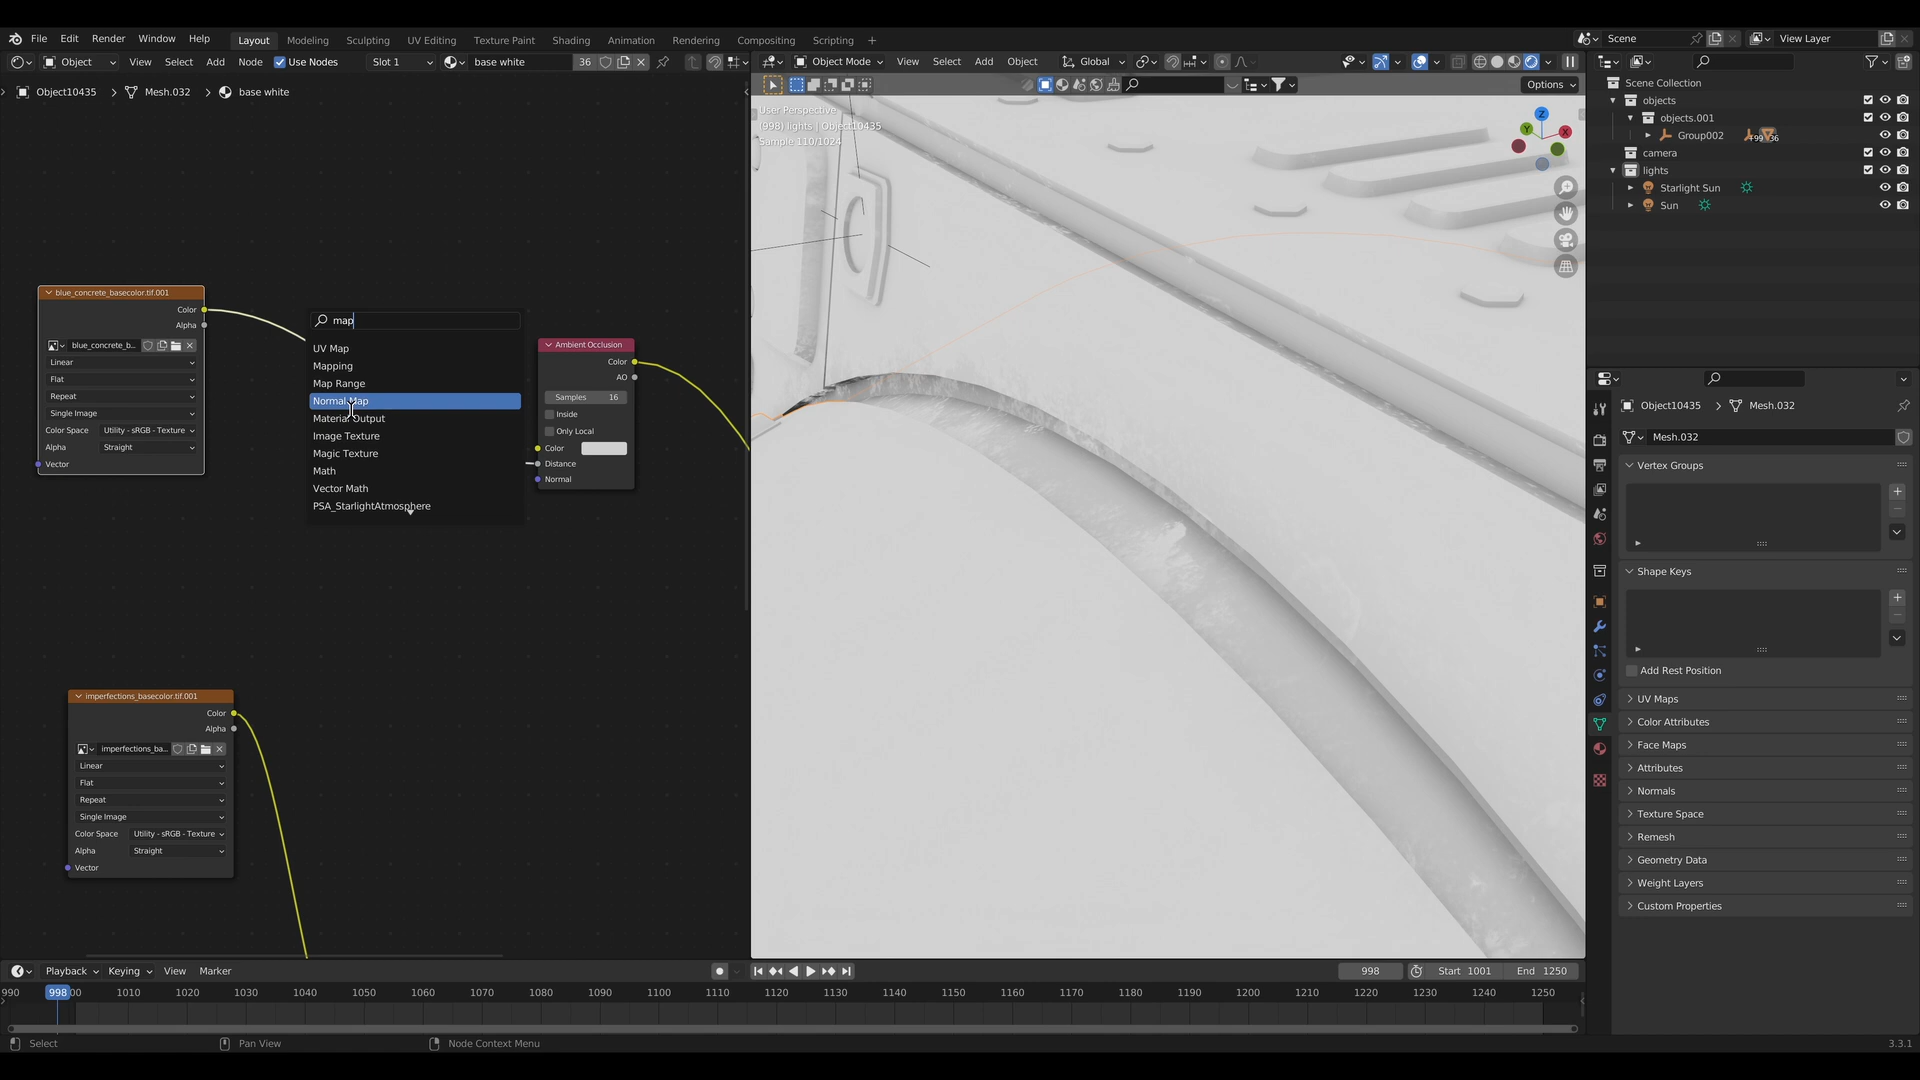 File Edit Render Window Help Layout Modeling Sculpting UV Editing Texture Paint Shading Animation Rendering Compositing Scripting + Scene View Layer
Object View Select Add Node Use Nodes Slot 1 base white 36 Object Mode View Select Add Object Global
Object10435 > Mesh.032 > base white
Options
User Perspective
(998) lights | Object10435
Sample 110/1024
Z
Y
X
blue_concrete_basecolor.tif.001
Color
Alpha
blue_concrete_b...
Linear
Flat
Repeat
Single Image
Color Space Utility - sRGB - Texture
Alpha Straight
Vector
map
UV Map
Mapping
Map Range
Normal Map
Material Output
Image Texture
Magic Texture
Math
Vector Math
PSA_StarlightAtmosphere
Ambient Occlusion
Color
AO
Samples 16
Inside
Only Local
Color
Distance
Normal
imperfections_basecolor.tif.001
Color
Alpha
imperfections_ba...
Linear
Flat
Repeat
Single Image
Color Space Utility - sRGB - Texture
Alpha Straight
Vector
Scene Collection
objects
objects.001
Group002
camera
lights
Starlight Sun
Sun
Object10435 > Mesh.032
Mesh.032
Vertex Groups
Shape Keys
Add Rest Position
UV Maps
Color Attributes
Face Maps
Attributes
Normals
Texture Space
Remesh
Geometry Data
Weight Layers
Custom Properties
Playback Keying View Marker 998 Start 1001 End 1250
990 998 1010 1020 1030 1040 1050 1060 1070 1080 1090 1100 1110 1120 1130 1140 1150 1160 1170 1180 1190 1200 1210 1220 1230 1240 1250
Select Pan View Node Context Menu 3.3.1